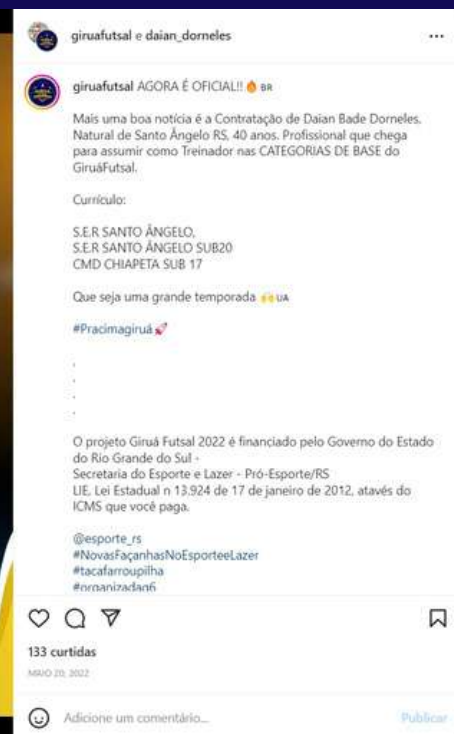 giruafutsal e daian_dorneles
giruafutsal AGORA É OFICIAL!! 🔥 BR
Mais uma boa notícia é a Contratação de Daian Bade Dorneles.
Natural de Santo Ângelo RS, 40 anos. Profissional que chega
para assumir como Treinador nas CATEGORIAS DE BASE do
GiruáFutsal.
Currículo:
S.E.R SANTO ÂNGELO,
S.E.R SANTO ÂNGELO SUB20
CMD CHIAPETA SUB 17
Que seja uma grande temporada 🙌 UA
#Pracimagiruá 🚀
.
.
.
.
O projeto Giruá Futsal 2022 é financiado pelo Governo do Estado
do Rio Grande do Sul -
Secretaria do Esporte e Lazer - Pró-Esporte/RS
LIE, Lei Estadual n 13.924 de 17 de janeiro de 2012, atavés do
ICMS que você paga.
@esporte_rs
#NovasFaçanhasNoEsporteeLazer
#tacafarroupilha
#organizadag6
133 curtidas
MAIO 20, 2022
Adicione um comentário...
Publicar